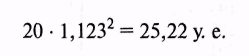 20 · 1,123² = 25,22 у. е.